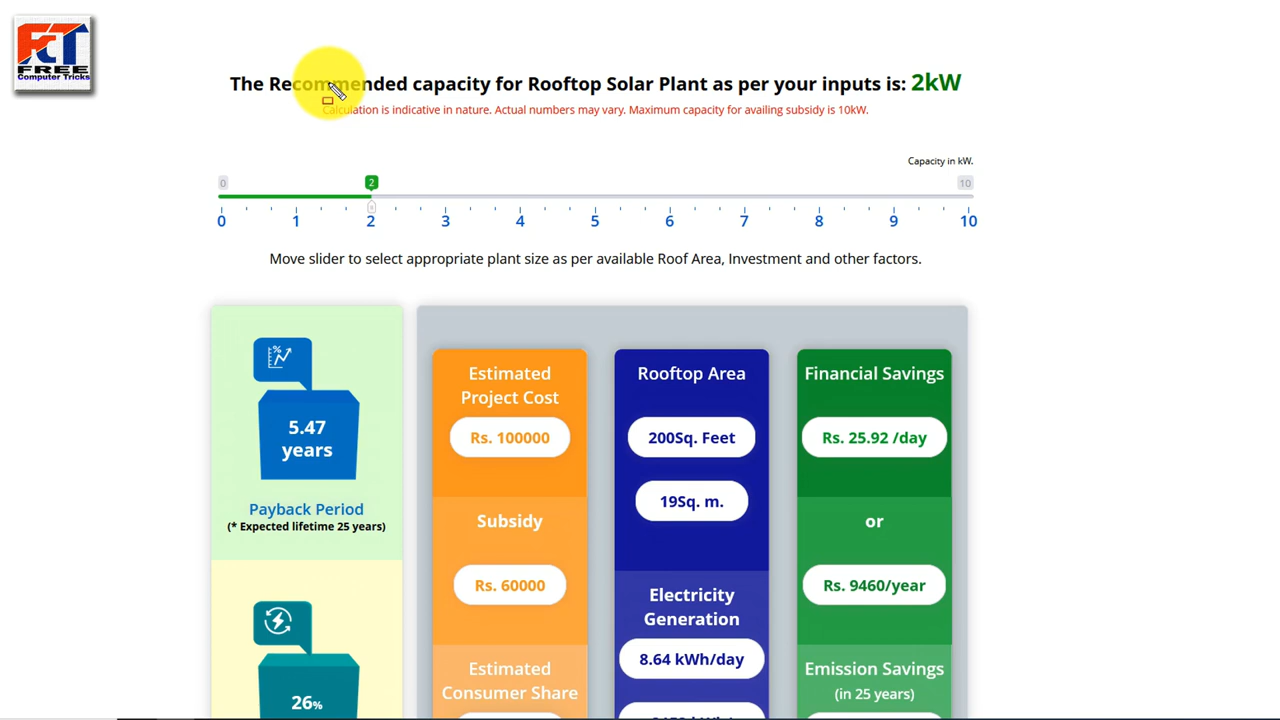 FCT
FREE
Computer Tricks
The Recommended capacity for Rooftop Solar Plant as per your inputs is: 2kW
Calculation is indicative in nature. Actual numbers may vary. Maximum capacity for availing subsidy is 10kW.
Capacity in kW.
0 2 10
0 1 2 3 4 5 6 7 8 9 10
Move slider to select appropriate plant size as per available Roof Area, Investment and other factors.
%
5.47
years
Payback Period
(* Expected lifetime 25 years)
26%
Estimated
Project Cost
Rs. 100000
Subsidy
Rs. 60000
Estimated
Consumer Share
Rooftop Area
200Sq. Feet
19Sq. m.
Electricity
Generation
8.64 kWh/day
Financial Savings
Rs. 25.92 /day
or
Rs. 9460/year
Emission Savings
(in 25 years)